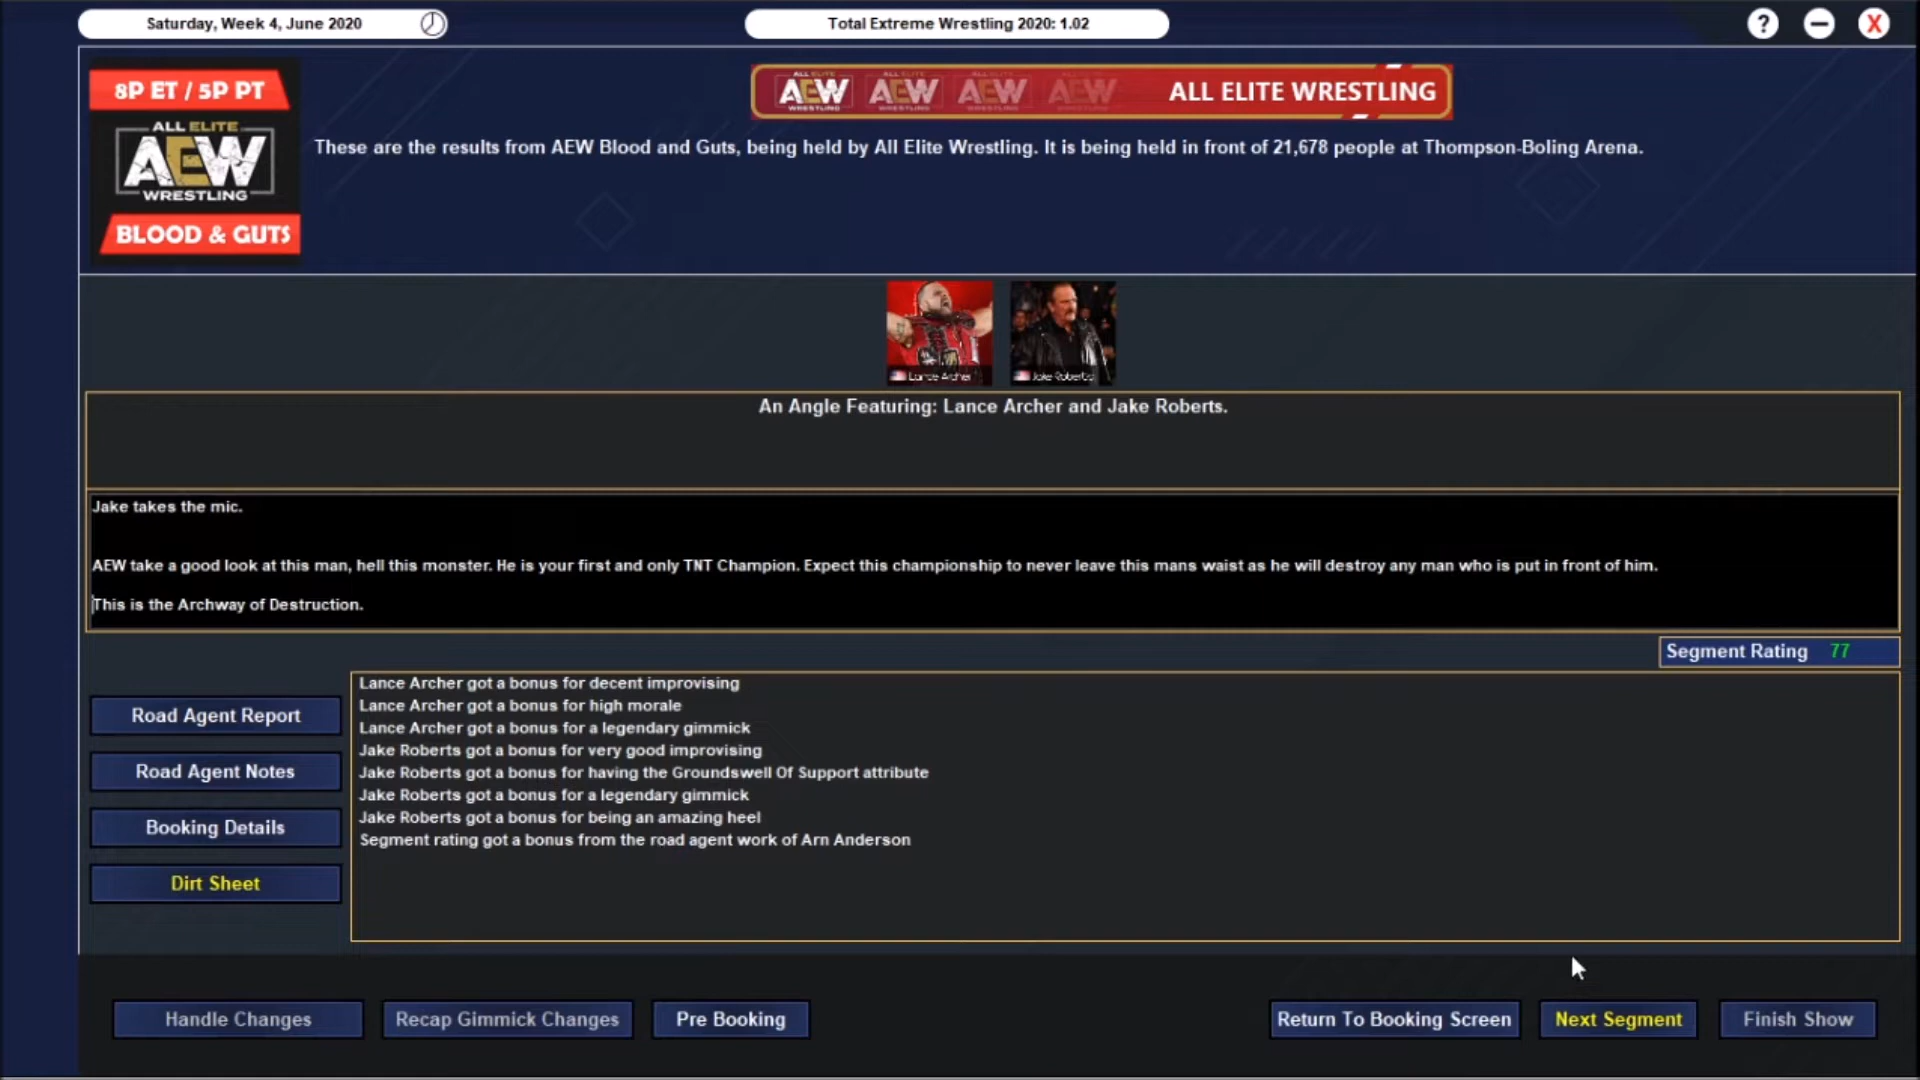 Saturday, Week 4, June 2020
Total Extreme Wrestling 2020: 1.02
?
X
8P ET / 5P PT
ALL ELITE
AEW
WRESTLING
BLOOD & GUTS
ALL ELITE
AEW
WRESTLING
AEW
AEW
AEW
ALL ELITE WRESTLING
These are the results from AEW Blood and Guts, being held by All Elite Wrestling. It is being held in front of 21,678 people at Thompson-Boling Arena.
Lance Archer
Jake Roberts
An Angle Featuring: Lance Archer and Jake Roberts.
Jake takes the mic.
AEW take a good look at this man, hell this monster. He is your first and only TNT Champion. Expect this championship to never leave this mans waist as he will destroy any man who is put in front of him.
This is the Archway of Destruction.
Segment Rating 77
Road Agent Report
Road Agent Notes
Booking Details
Dirt Sheet
Lance Archer got a bonus for decent improvising
Lance Archer got a bonus for high morale
Lance Archer got a bonus for a legendary gimmick
Jake Roberts got a bonus for very good improvising
Jake Roberts got a bonus for having the Groundswell Of Support attribute
Jake Roberts got a bonus for a legendary gimmick
Jake Roberts got a bonus for being an amazing heel
Segment rating got a bonus from the road agent work of Arn Anderson
Handle Changes
Recap Gimmick Changes
Pre Booking
Return To Booking Screen
Next Segment
Finish Show